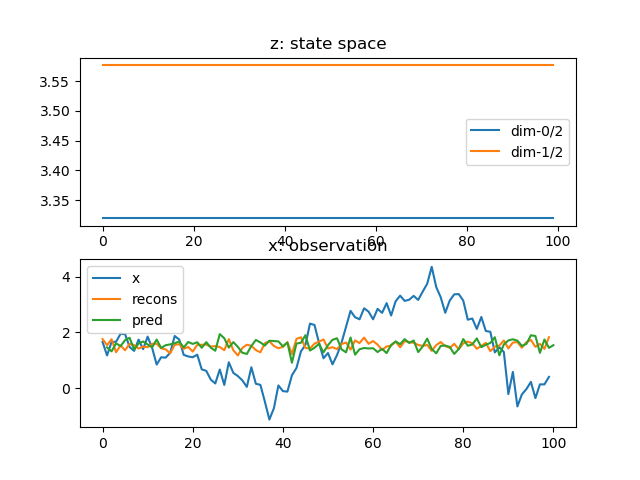 z: state space
3.55
3.50
3.45
3.40
3.35
dim-0/2
dim-1/2
0 20 40 60 80 100
x: observation
4
2
0
x
recons
pred
0 20 40 60 80 100